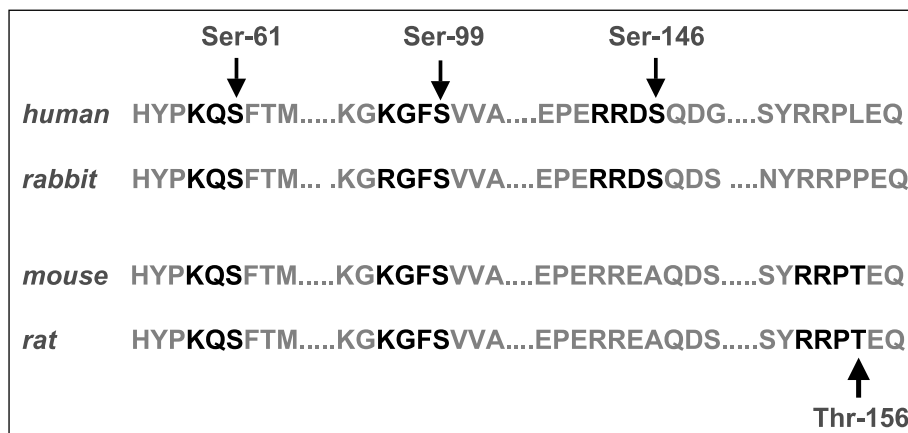 Ser-61 Ser-99 Ser-146
human HYPKQSFTM.....KGKGFSVVA....EPERRDSQDG....SYRRPLEQ
rabbit HYPKQSFTM... .KGRGFSVVA....EPERRDSQDS ....NYRRPPEQ
mouse HYPKQSFTM.....KGKGFSVVA....EPERREAQDS.....SYRRPTEQ
rat HYPKQSFTM.....KGKGFSVVA....EPERREAQDS.....SYRRPTEQ
Thr-156